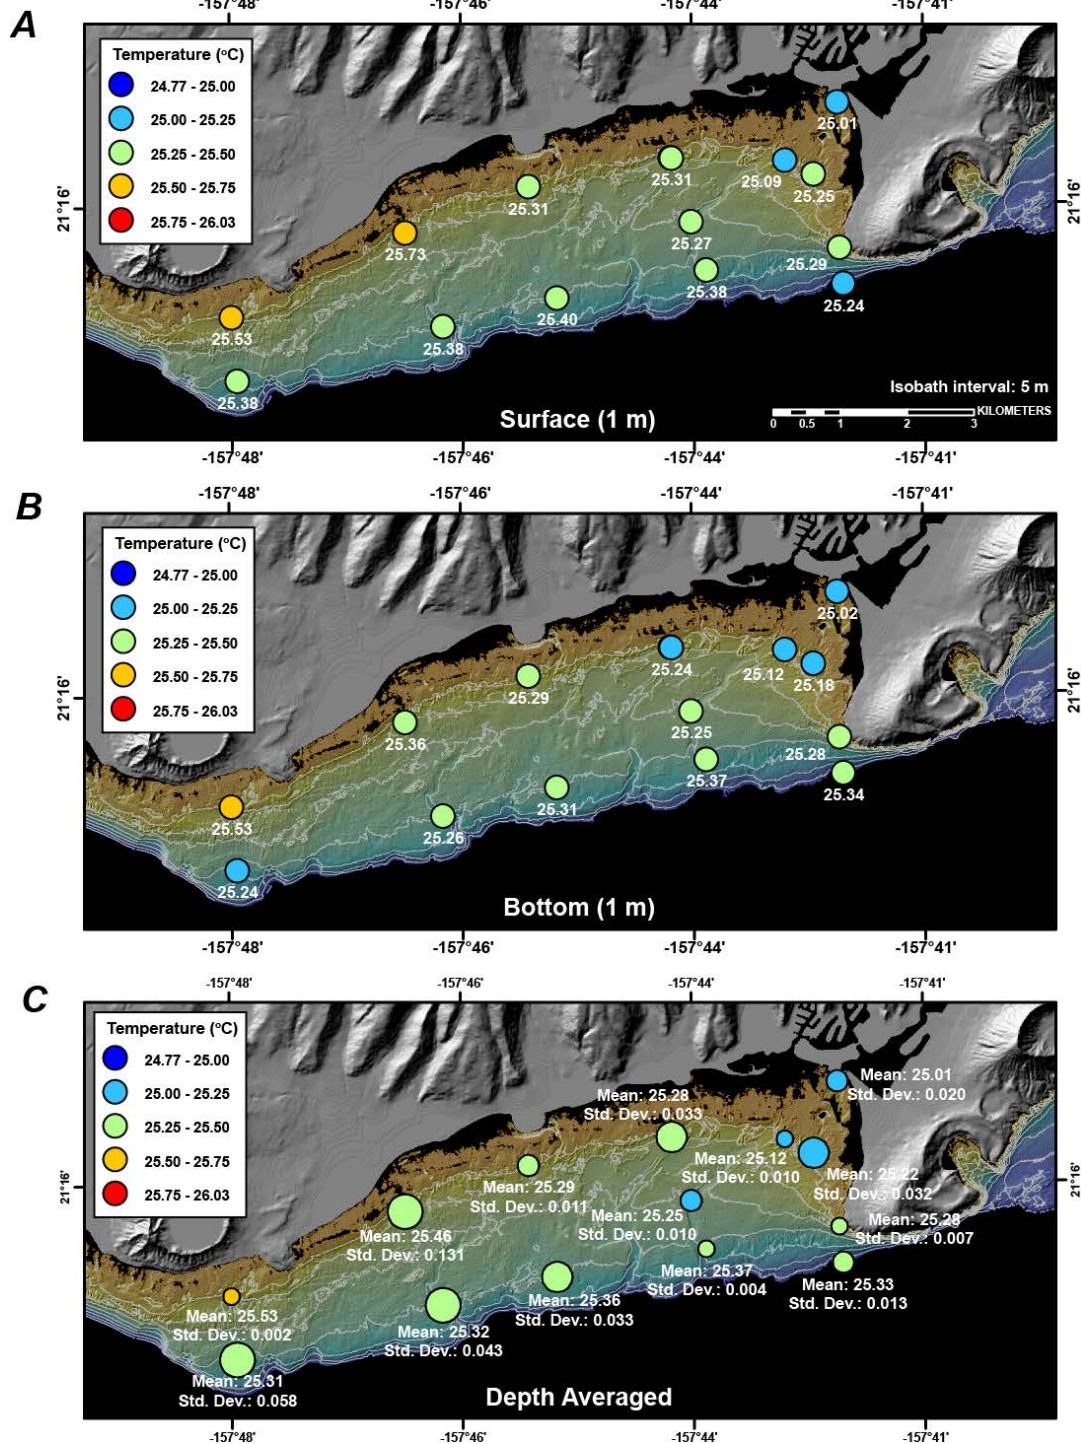 -157°48' -157°46' -157°44' -157°41'
A
Temperature (°C)
24.77 - 25.00
25.00 - 25.25
25.25 - 25.50
25.50 - 25.75
25.75 - 26.03
21°16' 21°16'
25.01
25.31 25.09 25.25
25.31
25.73 25.27
25.29
25.38 25.24
25.40
25.53 25.38
25.38
Isobath interval: 5 m
KILOMETERS
0 0.5 1 2 3
Surface (1 m)
-157°48' -157°46' -157°44' -157°41'
B
-157°48' -157°46' -157°44' -157°41'
Temperature (°C)
24.77 - 25.00
25.00 - 25.25
25.25 - 25.50
25.50 - 25.75
25.75 - 26.03
21°16' 21°16'
25.02
25.24 25.12 25.18
25.29
25.36 25.25
25.28
25.37 25.34
25.31
25.53 25.26
25.24
Bottom (1 m)
-157°48' -157°46' -157°44' -157°41'
C
-157°48' -157°46' -157°44' -157°41'
Temperature (°C)
24.77 - 25.00
25.00 - 25.25
25.25 - 25.50
25.50 - 25.75
25.75 - 26.03
21°16' 21°16'
Mean: 25.01
Std. Dev.: 0.020
Mean: 25.28
Std. Dev.: 0.033
Mean: 25.12
Std. Dev.: 0.010
Mean: 25.22
Std. Dev.: 0.032
Mean: 25.29
Std. Dev.: 0.011
Mean: 25.25
Std. Dev.: 0.010
Mean: 25.28
Std. Dev.: 0.007
Mean: 25.46
Std. Dev.: 0.131
Mean: 25.37
Std. Dev.: 0.004
Mean: 25.33
Std. Dev.: 0.013
Mean: 25.36
Std. Dev.: 0.033
Mean: 25.53
Std. Dev.: 0.002
Mean: 25.32
Std. Dev.: 0.043
Mean: 25.31
Std. Dev.: 0.058
Depth Averaged
-157°48' -157°46' -157°44' -157°41'